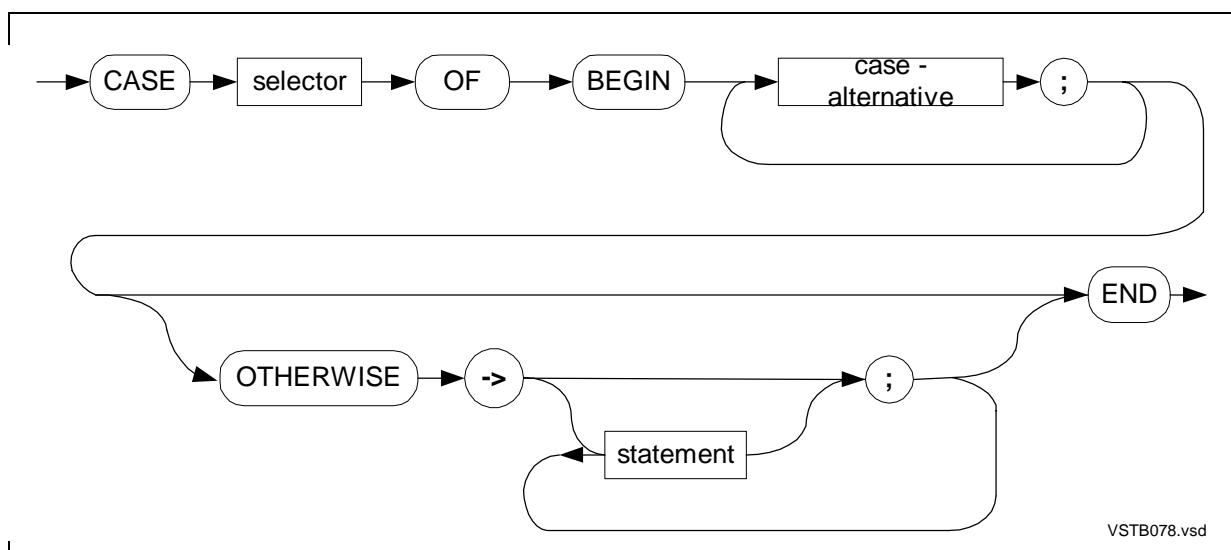 CASE selector OF BEGIN case -
alternative ;
OTHERWISE -> ; END
statement
VSTB078.vsd